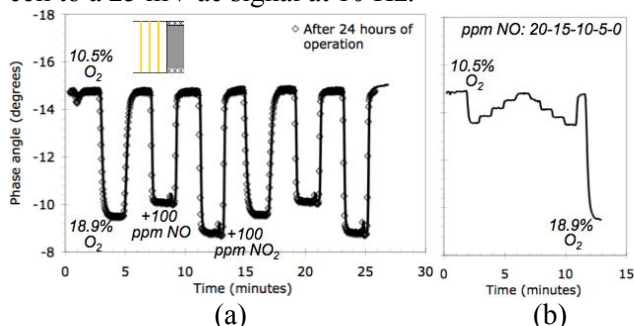 cell to a 25 mV ac signal at 10 Hz.
After 24 hours of
operation
ppm NO: 20-15-10-5-0
10.5%
O2
10.5%
O2
+100
ppm NO
+100
ppm NO2
18.9%
O2
18.9%
O2
Phase angle (degrees)
-18
-16
-14
-12
-10
-8
0 5 10 15 20 25 30
0 5 10 15
Time (minutes)
Time (minutes)
(a)
(b)